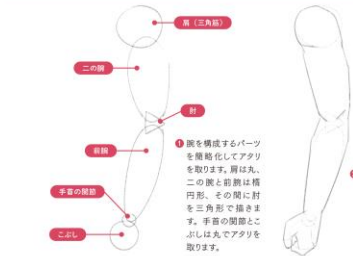 肩（三角筋）
二の腕
肘
前腕
手首の関節
こぶし
❶ 腕を構成するパーツ
を簡略化してアタリ
を取ります。肩は丸、
二の腕と前腕は楕
円形、その間に肘
を三角形で描きま
す。手首の関節とこ
ぶしは丸でアタリを
取ります。